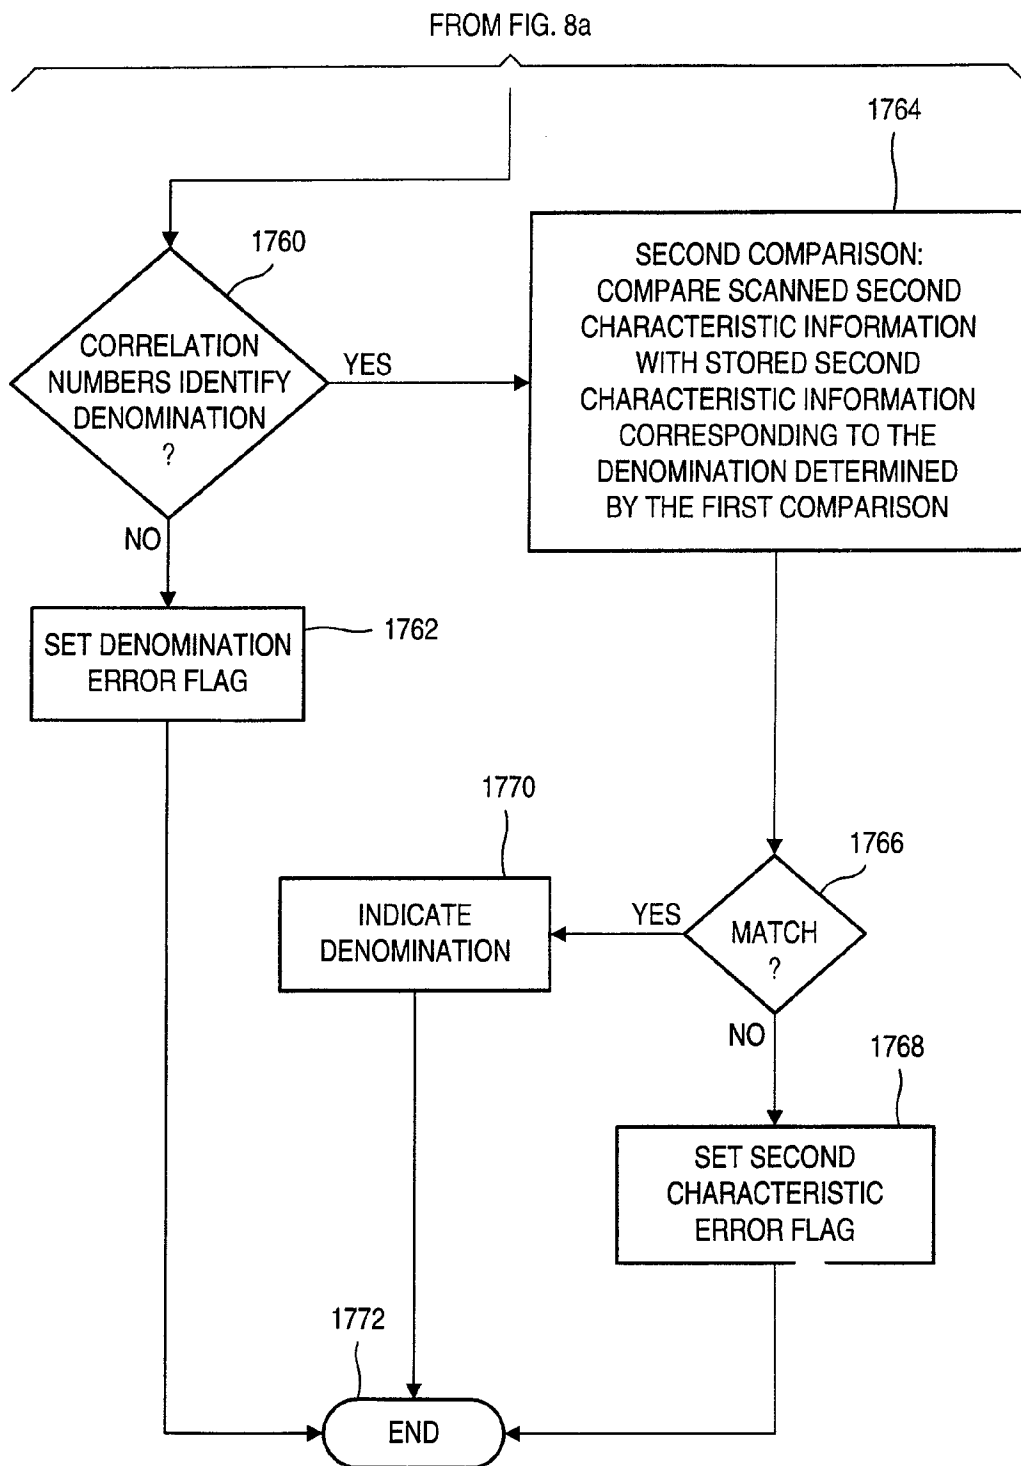 FROM FIG. 8a
1764
1760
CORRELATION
NUMBERS IDENTIFY
DENOMINATION
?
YES
NO
SECOND COMPARISON:
COMPARE SCANNED SECOND
CHARACTERISTIC INFORMATION
WITH STORED SECOND
CHARACTERISTIC INFORMATION
CORRESPONDING TO THE
DENOMINATION DETERMINED
BY THE FIRST COMPARISON
SET DENOMINATION
ERROR FLAG
1762
1770
INDICATE
DENOMINATION
1766
YES
MATCH
?
NO
1768
SET SECOND
CHARACTERISTIC
ERROR FLAG
1772
END